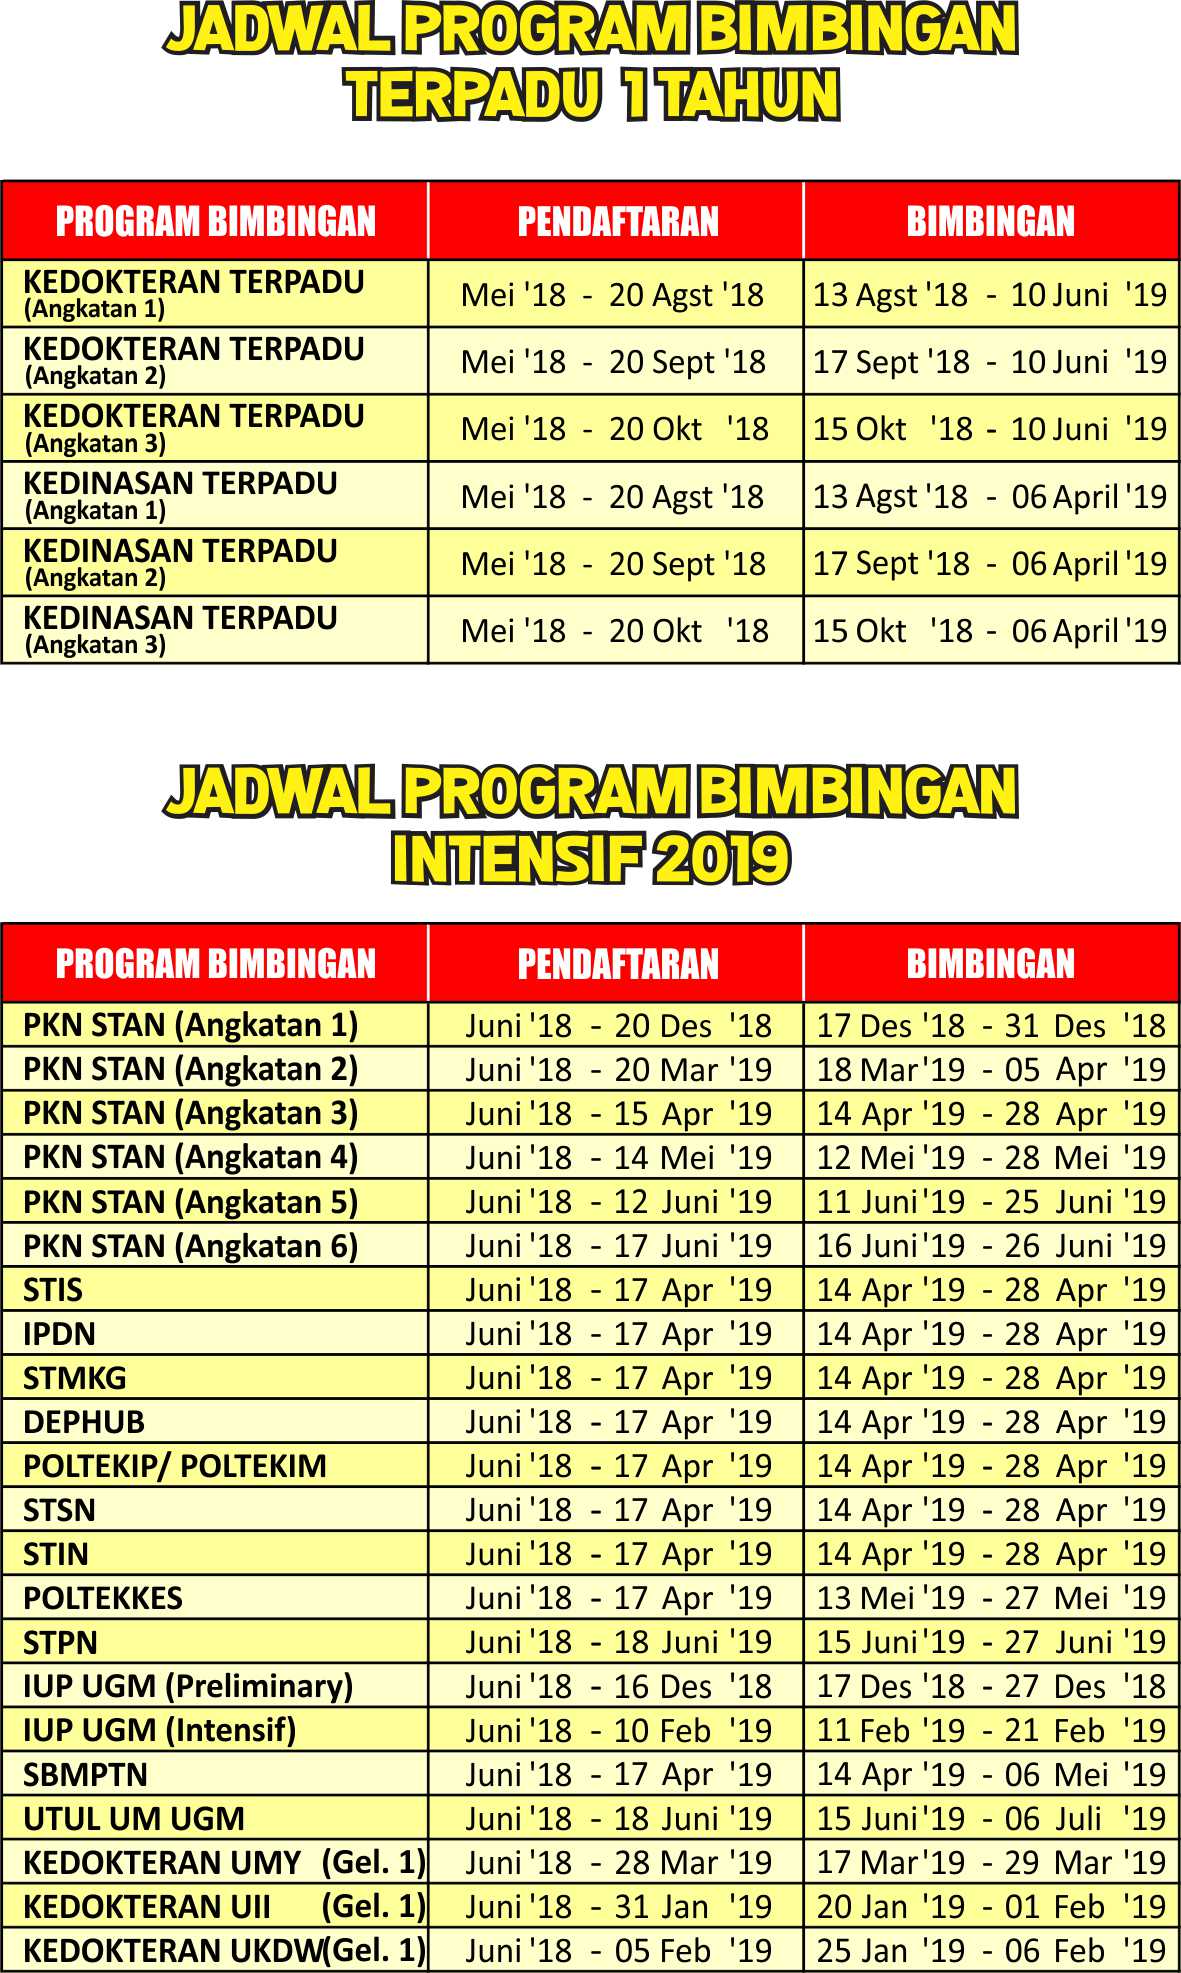 JADWAL PROGRAM BIMBINGAN
TERPADU 1 TAHUN
PROGRAM BIMBINGAN PENDAFTARAN BIMBINGAN
KEDOKTERAN TERPADU
(Angkatan 1) Mei '18 - 20 Agst '18 13 Agst '18 - 10 Juni '19
KEDOKTERAN TERPADU
(Angkatan 2) Mei '18 - 20 Sept '18 17 Sept '18 - 10 Juni '19
KEDOKTERAN TERPADU
(Angkatan 3) Mei '18 - 20 Okt '18 15 Okt '18 - 10 Juni '19
KEDINASAN TERPADU
(Angkatan 1) Mei '18 - 20 Agst '18 13 Agst '18 - 06 April '19
KEDINASAN TERPADU
(Angkatan 2) Mei '18 - 20 Sept '18 17 Sept '18 - 06 April '19
KEDINASAN TERPADU
(Angkatan 3) Mei '18 - 20 Okt '18 15 Okt '18 - 06 April '19
JADWAL PROGRAM BIMBINGAN
INTENSIF 2019
PROGRAM BIMBINGAN PENDAFTARAN BIMBINGAN
PKN STAN (Angkatan 1) Juni '18 - 20 Des '18 17 Des '18 - 31 Des '18
PKN STAN (Angkatan 2) Juni '18 - 20 Mar '19 18 Mar '19 - 05 Apr '19
PKN STAN (Angkatan 3) Juni '18 - 15 Apr '19 14 Apr '19 - 28 Apr '19
PKN STAN (Angkatan 4) Juni '18 - 14 Mei '19 12 Mei '19 - 28 Mei '19
PKN STAN (Angkatan 5) Juni '18 - 12 Juni '19 11 Juni '19 - 25 Juni '19
PKN STAN (Angkatan 6) Juni '18 - 17 Juni '19 16 Juni '19 - 26 Juni '19
STIS Juni '18 - 17 Apr '19 14 Apr '19 - 28 Apr '19
IPDN Juni '18 - 17 Apr '19 14 Apr '19 - 28 Apr '19
STMKG Juni '18 - 17 Apr '19 14 Apr '19 - 28 Apr '19
DEPHUB Juni '18 - 17 Apr '19 14 Apr '19 - 28 Apr '19
POLTEKIP/ POLTEKIM Juni '18 - 17 Apr '19 14 Apr '19 - 28 Apr '19
STSN Juni '18 - 17 Apr '19 14 Apr '19 - 28 Apr '19
STIN Juni '18 - 17 Apr '19 14 Apr '19 - 28 Apr '19
POLTEKKES Juni '18 - 17 Apr '19 13 Mei '19 - 27 Mei '19
STPN Juni '18 - 18 Juni '19 15 Juni '19 - 27 Juni '19
IUP UGM (Preliminary) Juni '18 - 16 Des '18 17 Des '18 - 27 Des '18
IUP UGM (Intensif) Juni '18 - 10 Feb '19 11 Feb '19 - 21 Feb '19
SBMPTN Juni '18 - 17 Apr '19 14 Apr '19 - 06 Mei '19
UTUL UM UGM Juni '18 - 18 Juni '19 15 Juni '19 - 06 Juli '19
KEDOKTERAN UMY (Gel. 1) Juni '18 - 28 Mar '19 17 Mar '19 - 29 Mar '19
KEDOKTERAN UII (Gel. 1) Juni '18 - 31 Jan '19 20 Jan '19 - 01 Feb '19
KEDOKTERAN UKDW(Gel. 1) Juni '18 - 05 Feb '19 25 Jan '19 - 06 Feb '19